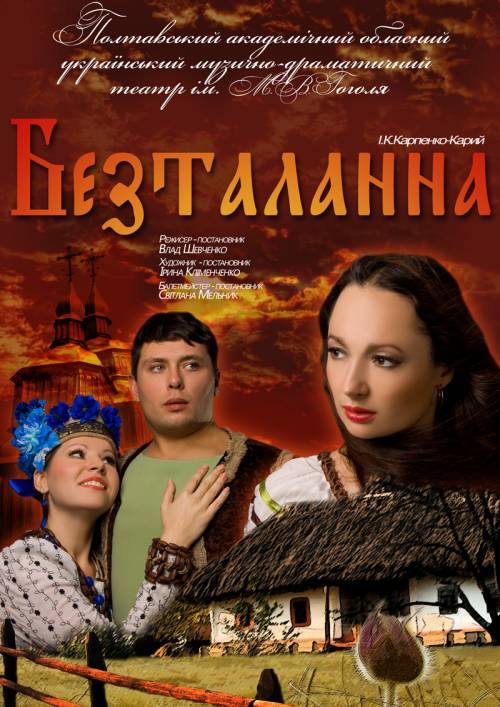 Полтавський академічний обласний
український музично-драматичний
театр ім. М.В.Гоголя
І.К.Карпенко-Карий
Безталанна
Режисер-постановник
Влад Шевченко
Художник-постановник
Ірина Кліменченко
Балетмейстер-постановник
Світлана Мельник